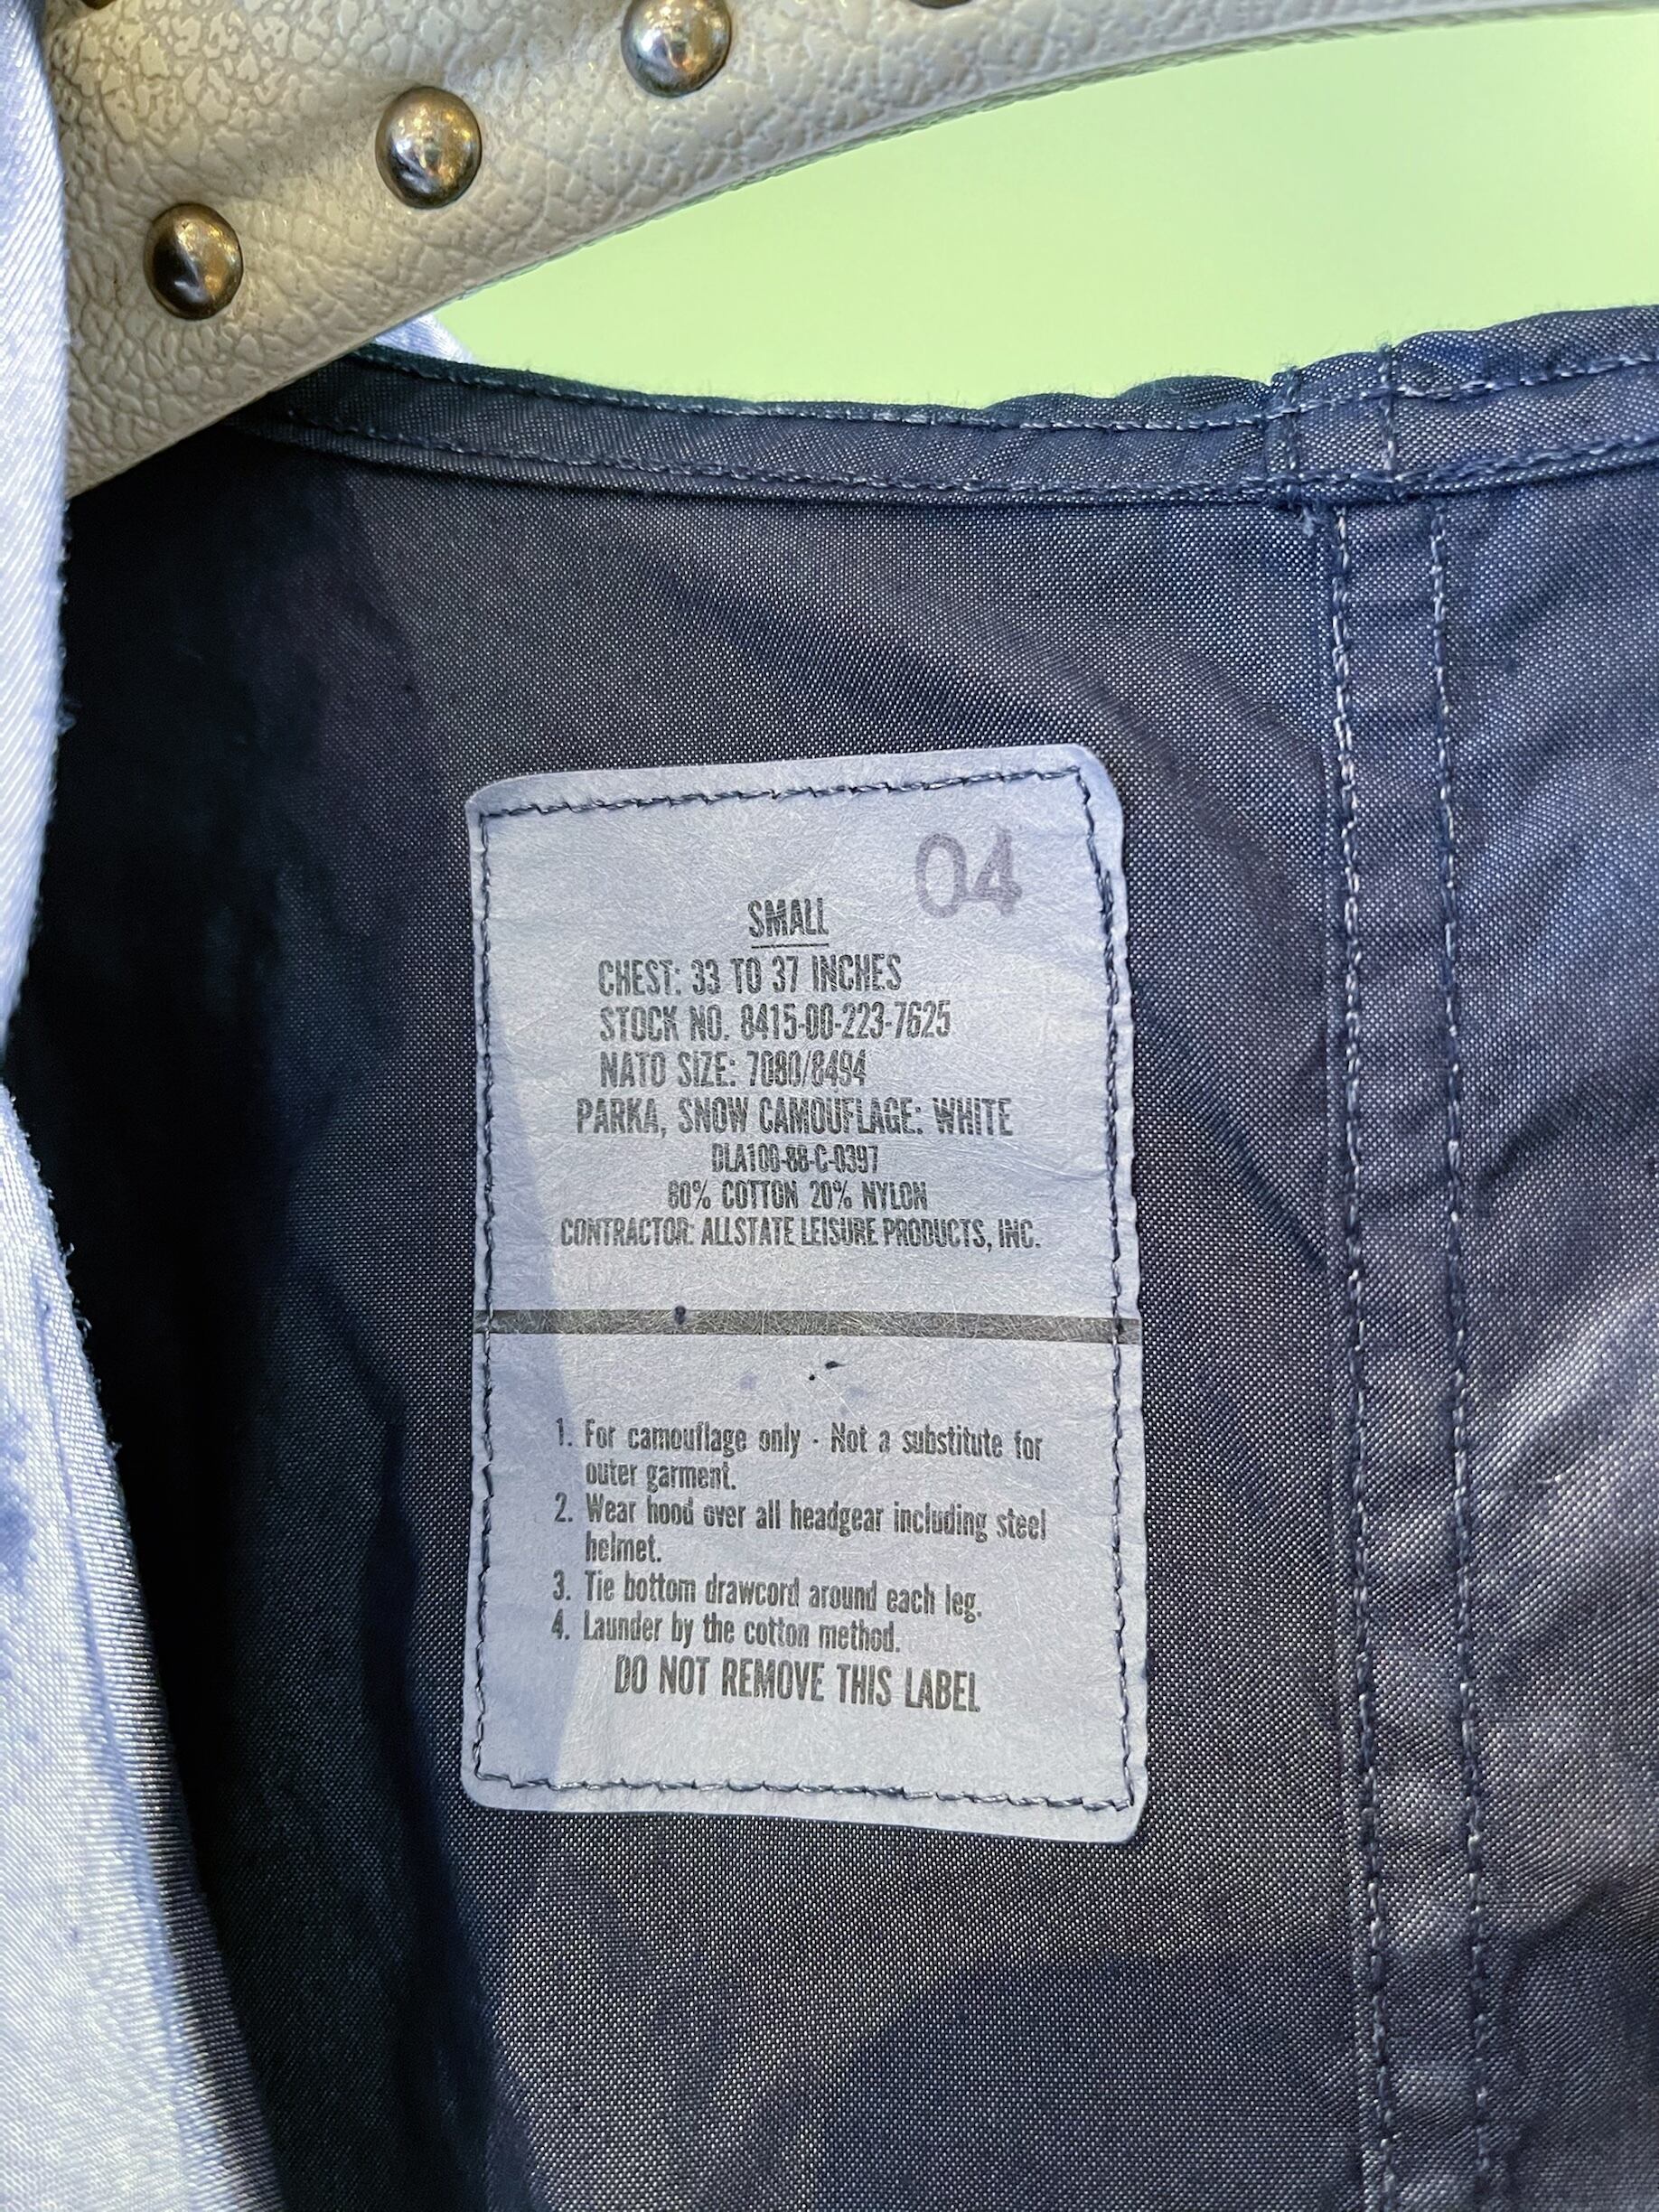 04
SMALL
CHEST: 33 TO 37 INCHES
STOCK NO. 8415-00-223-7625
NATO SIZE: 7080/8494
PARKA, SNOW CAMOUFLAGE: WHITE
DLA100-88-C-0397
80% COTTON 20% NYLON
CONTRACTOR: ALLSTATE LEISURE PRODUCTS, INC.
1. For camouflage only - Not a substitute for
outer garment.
2. Wear hood over all headgear including steel
helmet.
3. Tie bottom drawcord around each leg.
4. Launder by the cotton method.
DO NOT REMOVE THIS LABEL